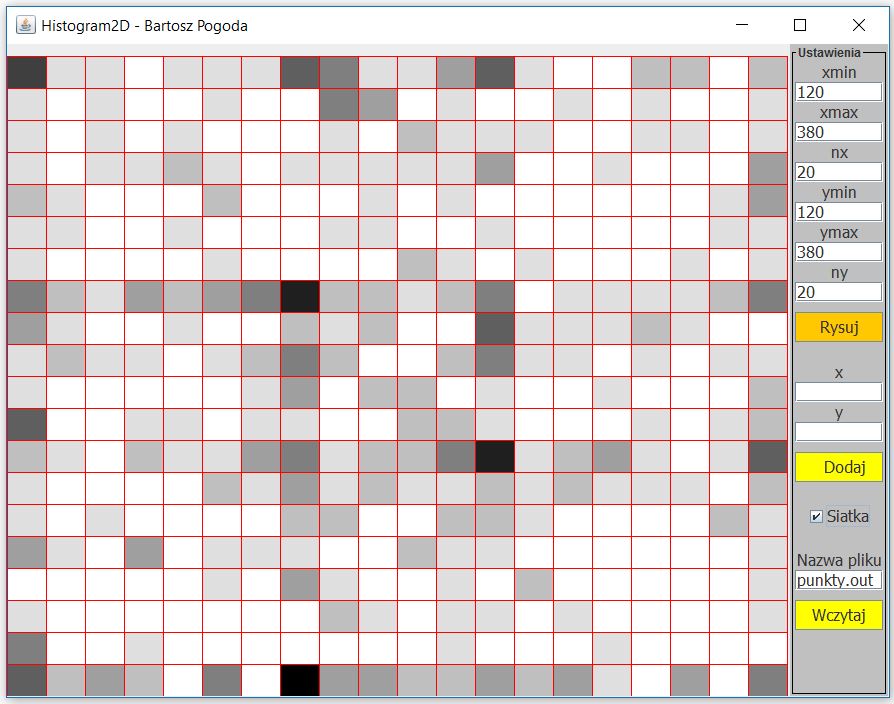 Histogram2D - Bartosz Pogoda
Ustawienia
xmin
120
xmax
380
nx
20
ymin
120
ymax
380
ny
20
Rysuj
x
y
Dodaj
Siatka
Nazwa pliku
punkty.out
Wczytaj